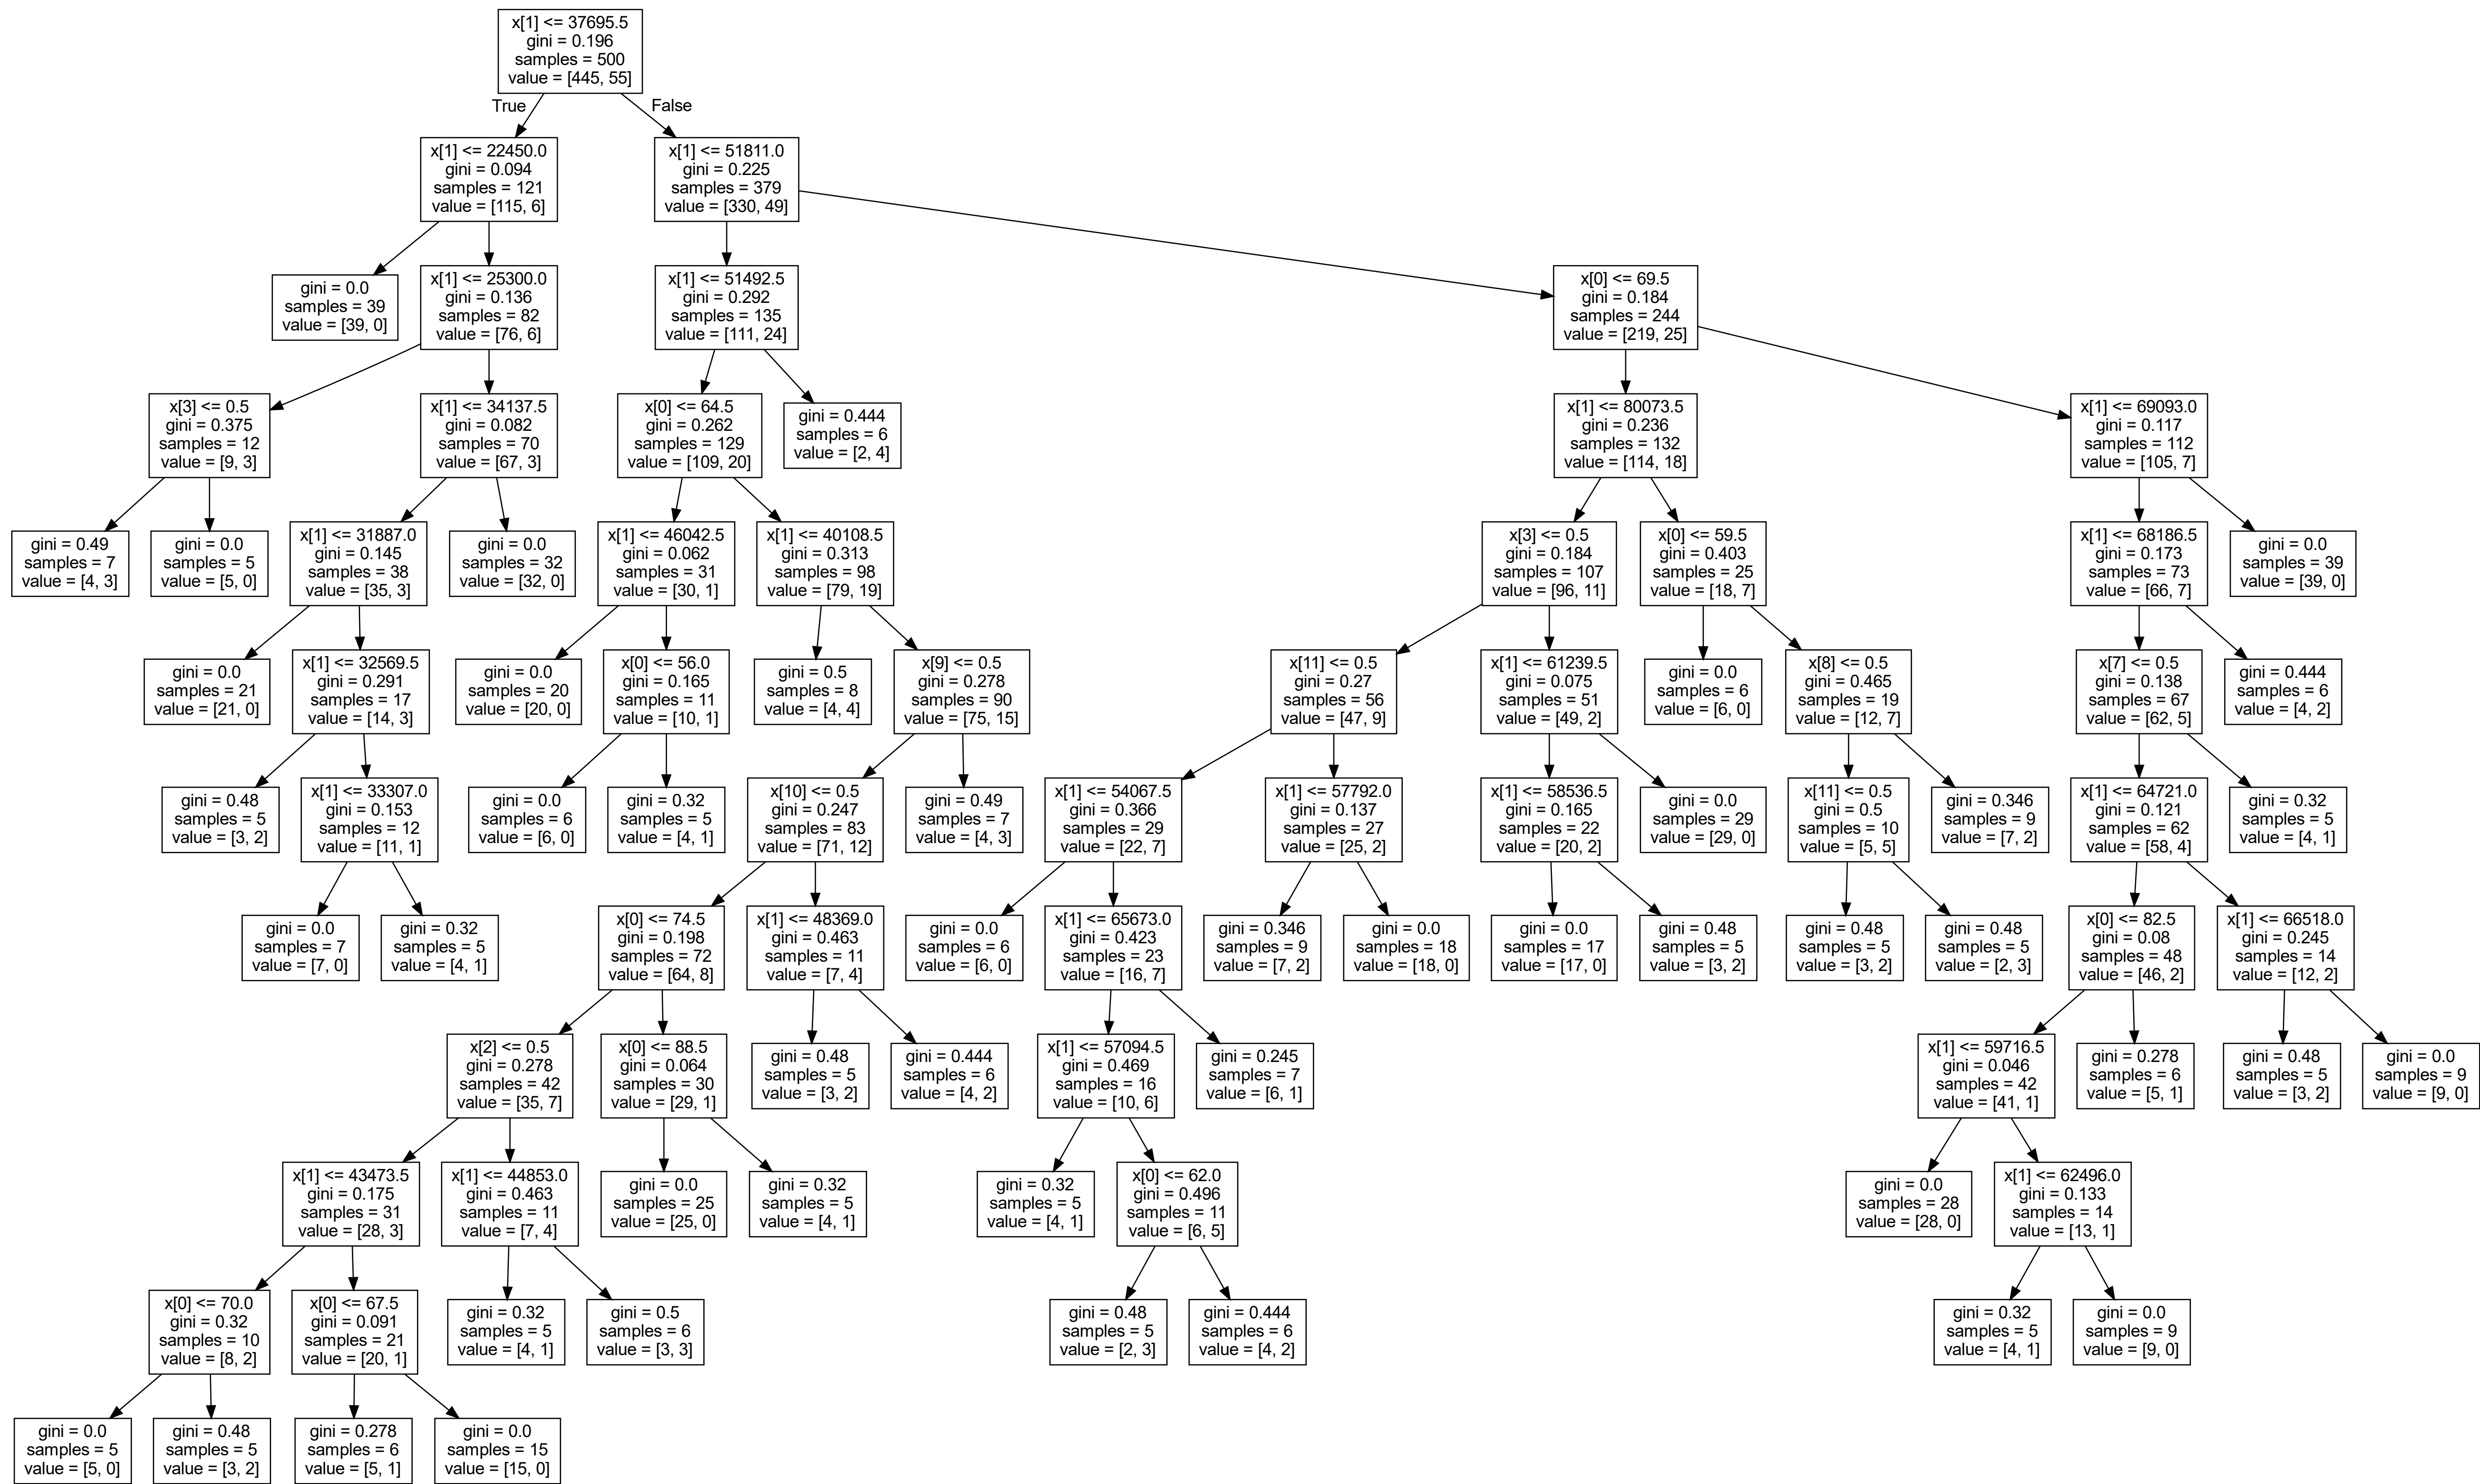 x[1] <= 37695.5
gini = 0.196
samples = 500
value = [445, 55]
True
False
x[1] <= 22450.0
gini = 0.094
samples = 121
value = [115, 6]
x[1] <= 51811.0
gini = 0.225
samples = 379
value = [330, 49]
gini = 0.0
samples = 39
value = [39, 0]
x[1] <= 25300.0
gini = 0.136
samples = 82
value = [76, 6]
x[1] <= 51492.5
gini = 0.292
samples = 135
value = [111, 24]
x[0] <= 69.5
gini = 0.184
samples = 244
value = [219, 25]
x[3] <= 0.5
gini = 0.375
samples = 12
value = [9, 3]
x[1] <= 34137.5
gini = 0.082
samples = 70
value = [67, 3]
x[0] <= 64.5
gini = 0.262
samples = 129
value = [109, 20]
gini = 0.444
samples = 6
value = [2, 4]
x[1] <= 80073.5
gini = 0.236
samples = 132
value = [114, 18]
x[1] <= 69093.0
gini = 0.117
samples = 112
value = [105, 7]
gini = 0.49
samples = 7
value = [4, 3]
gini = 0.0
samples = 5
value = [5, 0]
x[1] <= 31887.0
gini = 0.145
samples = 38
value = [35, 3]
gini = 0.0
samples = 32
value = [32, 0]
x[1] <= 46042.5
gini = 0.062
samples = 31
value = [30, 1]
x[1] <= 40108.5
gini = 0.313
samples = 98
value = [79, 19]
x[3] <= 0.5
gini = 0.184
samples = 107
value = [96, 11]
x[0] <= 59.5
gini = 0.403
samples = 25
value = [18, 7]
x[1] <= 68186.5
gini = 0.173
samples = 73
value = [66, 7]
gini = 0.0
samples = 39
value = [39, 0]
gini = 0.0
samples = 21
value = [21, 0]
x[1] <= 32569.5
gini = 0.291
samples = 17
value = [14, 3]
gini = 0.0
samples = 20
value = [20, 0]
x[0] <= 56.0
gini = 0.165
samples = 11
value = [10, 1]
gini = 0.5
samples = 8
value = [4, 4]
x[9] <= 0.5
gini = 0.278
samples = 90
value = [75, 15]
x[11] <= 0.5
gini = 0.27
samples = 56
value = [47, 9]
x[1] <= 61239.5
gini = 0.075
samples = 51
value = [49, 2]
gini = 0.0
samples = 6
value = [6, 0]
x[8] <= 0.5
gini = 0.465
samples = 19
value = [12, 7]
x[7] <= 0.5
gini = 0.138
samples = 67
value = [62, 5]
gini = 0.444
samples = 6
value = [4, 2]
gini = 0.48
samples = 5
value = [3, 2]
x[1] <= 33307.0
gini = 0.153
samples = 12
value = [11, 1]
gini = 0.0
samples = 6
value = [6, 0]
gini = 0.32
samples = 5
value = [4, 1]
x[10] <= 0.5
gini = 0.247
samples = 83
value = [71, 12]
gini = 0.49
samples = 7
value = [4, 3]
x[1] <= 54067.5
gini = 0.366
samples = 29
value = [22, 7]
x[1] <= 57792.0
gini = 0.137
samples = 27
value = [25, 2]
x[1] <= 58536.5
gini = 0.165
samples = 22
value = [20, 2]
gini = 0.0
samples = 29
value = [29, 0]
x[11] <= 0.5
gini = 0.5
samples = 10
value = [5, 5]
gini = 0.346
samples = 9
value = [7, 2]
x[1] <= 64721.0
gini = 0.121
samples = 62
value = [58, 4]
gini = 0.32
samples = 5
value = [4, 1]
gini = 0.0
samples = 7
value = [7, 0]
gini = 0.32
samples = 5
value = [4, 1]
x[0] <= 74.5
gini = 0.198
samples = 72
value = [64, 8]
x[1] <= 48369.0
gini = 0.463
samples = 11
value = [7, 4]
gini = 0.0
samples = 6
value = [6, 0]
x[1] <= 65673.0
gini = 0.423
samples = 23
value = [16, 7]
gini = 0.346
samples = 9
value = [7, 2]
gini = 0.0
samples = 18
value = [18, 0]
gini = 0.0
samples = 17
value = [17, 0]
gini = 0.48
samples = 5
value = [3, 2]
gini = 0.48
samples = 5
value = [3, 2]
gini = 0.48
samples = 5
value = [2, 3]
x[0] <= 82.5
gini = 0.08
samples = 48
value = [46, 2]
x[1] <= 66518.0
gini = 0.245
samples = 14
value = [12, 2]
x[2] <= 0.5
gini = 0.278
samples = 42
value = [35, 7]
x[0] <= 88.5
gini = 0.064
samples = 30
value = [29, 1]
gini = 0.48
samples = 5
value = [3, 2]
gini = 0.444
samples = 6
value = [4, 2]
x[1] <= 57094.5
gini = 0.469
samples = 16
value = [10, 6]
gini = 0.245
samples = 7
value = [6, 1]
x[1] <= 59716.5
gini = 0.046
samples = 42
value = [41, 1]
gini = 0.278
samples = 6
value = [5, 1]
gini = 0.48
samples = 5
value = [3, 2]
gini = 0.0
samples = 9
value = [9, 0]
x[1] <= 43473.5
gini = 0.175
samples = 31
value = [28, 3]
x[1] <= 44853.0
gini = 0.463
samples = 11
value = [7, 4]
gini = 0.0
samples = 25
value = [25, 0]
gini = 0.32
samples = 5
value = [4, 1]
gini = 0.32
samples = 5
value = [4, 1]
x[0] <= 62.0
gini = 0.496
samples = 11
value = [6, 5]
gini = 0.0
samples = 28
value = [28, 0]
x[1] <= 62496.0
gini = 0.133
samples = 14
value = [13, 1]
x[0] <= 70.0
gini = 0.32
samples = 10
value = [8, 2]
x[0] <= 67.5
gini = 0.091
samples = 21
value = [20, 1]
gini = 0.32
samples = 5
value = [4, 1]
gini = 0.5
samples = 6
value = [3, 3]
gini = 0.48
samples = 5
value = [2, 3]
gini = 0.444
samples = 6
value = [4, 2]
gini = 0.32
samples = 5
value = [4, 1]
gini = 0.0
samples = 9
value = [9, 0]
gini = 0.0
samples = 5
value = [5, 0]
gini = 0.48
samples = 5
value = [3, 2]
gini = 0.278
samples = 6
value = [5, 1]
gini = 0.0
samples = 15
value = [15, 0]